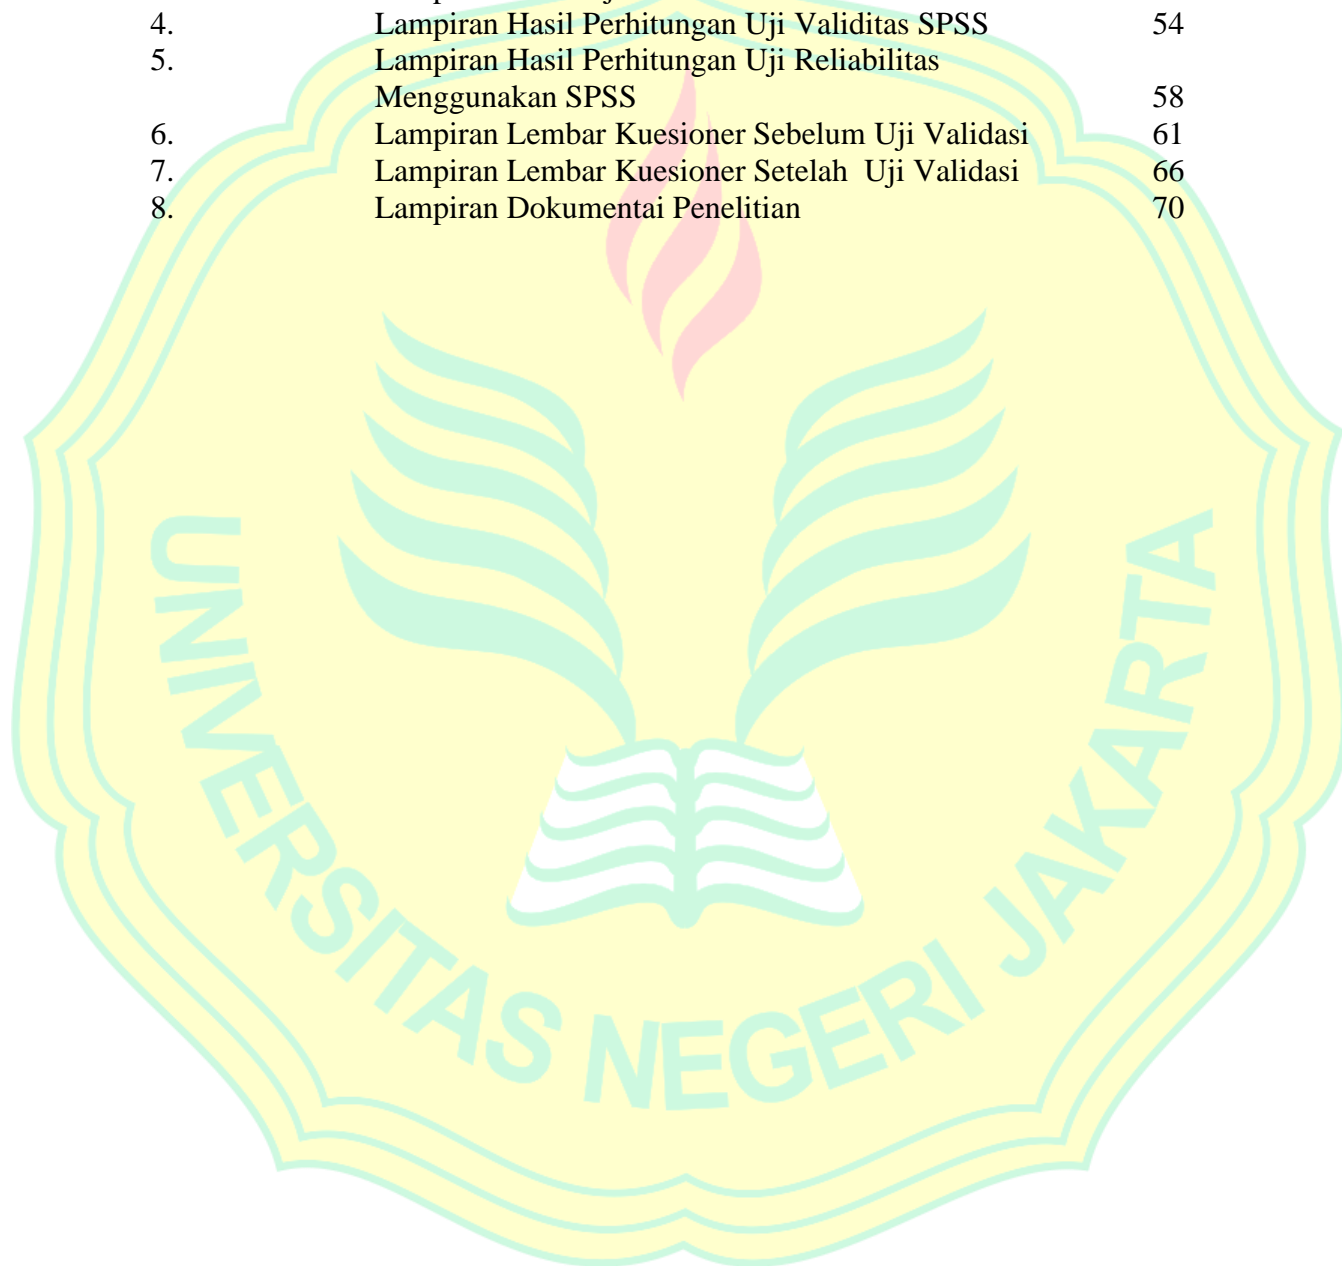 4. Lampiran Hasil Perhitungan Uji Validitas SPSS 54
5. Lampiran Hasil Perhitungan Uji Reliabilitas
Menggunakan SPSS 58
6. Lampiran Lembar Kuesioner Sebelum Uji Validasi 61
7. Lampiran Lembar Kuesioner Setelah  Uji Validasi 66
8. Lampiran Dokumentai Penelitian 70
UNIVERSITAS NEGERI JAKARTA